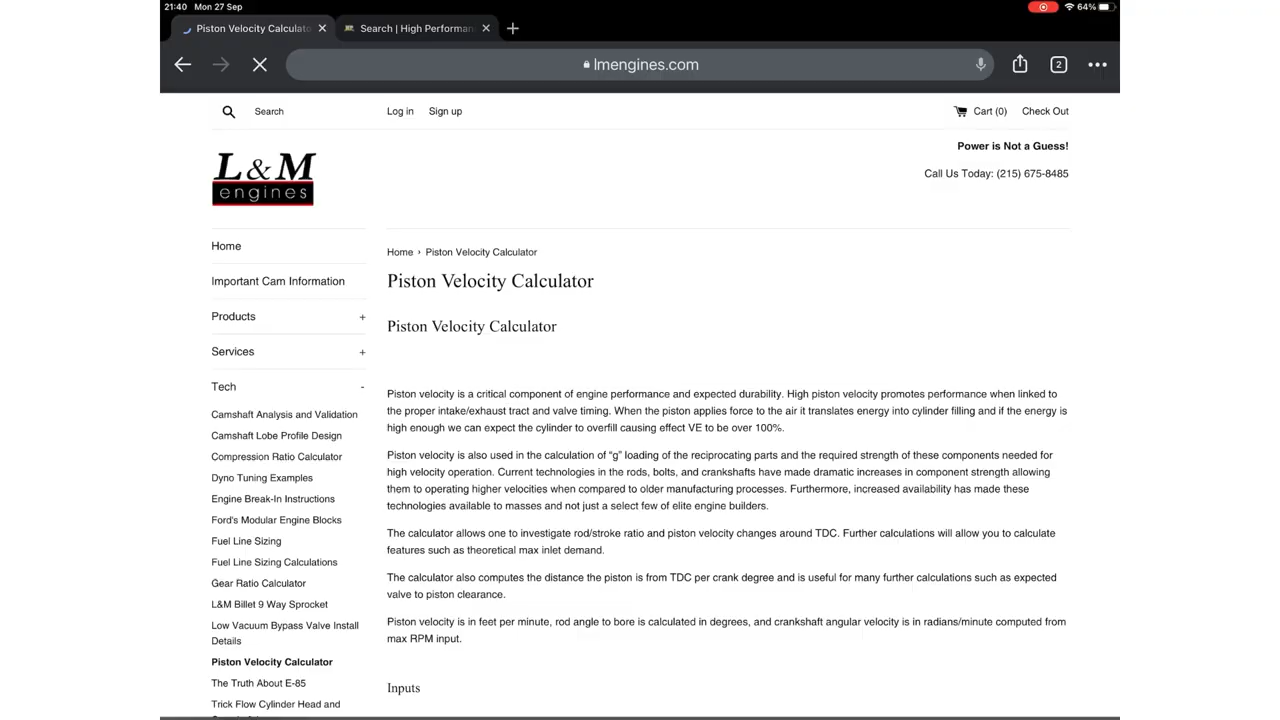 21:40 Mon 27 Sep
64%
Piston Velocity Calculato
Search | High Performan
lmengines.com
2
Search
Log in Sign up
Cart (0) Check Out
Power is Not a Guess!
Call Us Today: (215) 675-8485
L&M
engines
Home
Important Cam Information
Products +
Services +
Tech -
Camshaft Analysis and Validation
Camshaft Lobe Profile Design
Compression Ratio Calculator
Dyno Tuning Examples
Engine Break-In Instructions
Ford's Modular Engine Blocks
Fuel Line Sizing
Fuel Line Sizing Calculations
Gear Ratio Calculator
L&M Billet 9 Way Sprocket
Low Vacuum Bypass Valve Install
Details
Piston Velocity Calculator
The Truth About E-85
Trick Flow Cylinder Head and
Home › Piston Velocity Calculator
Piston Velocity Calculator
Piston Velocity Calculator
Piston velocity is a critical component of engine performance and expected durability. High piston velocity promotes performance when linked to
the proper intake/exhaust tract and valve timing. When the piston applies force to the air it translates energy into cylinder filling and if the energy is
high enough we can expect the cylinder to overfill causing effect VE to be over 100%.
Piston velocity is also used in the calculation of “g” loading of the reciprocating parts and the required strength of these components needed for
high velocity operation. Current technologies in the rods, bolts, and crankshafts have made dramatic increases in component strength allowing
them to operating higher velocities when compared to older manufacturing processes. Furthermore, increased availability has made these
technologies available to masses and not just a select few of elite engine builders.
The calculator allows one to investigate rod/stroke ratio and piston velocity changes around TDC. Further calculations will allow you to calculate
features such as theoretical max inlet demand.
The calculator also computes the distance the piston is from TDC per crank degree and is useful for many further calculations such as expected
valve to piston clearance.
Piston velocity is in feet per minute, rod angle to bore is calculated in degrees, and crankshaft angular velocity is in radians/minute computed from
max RPM input.
Inputs